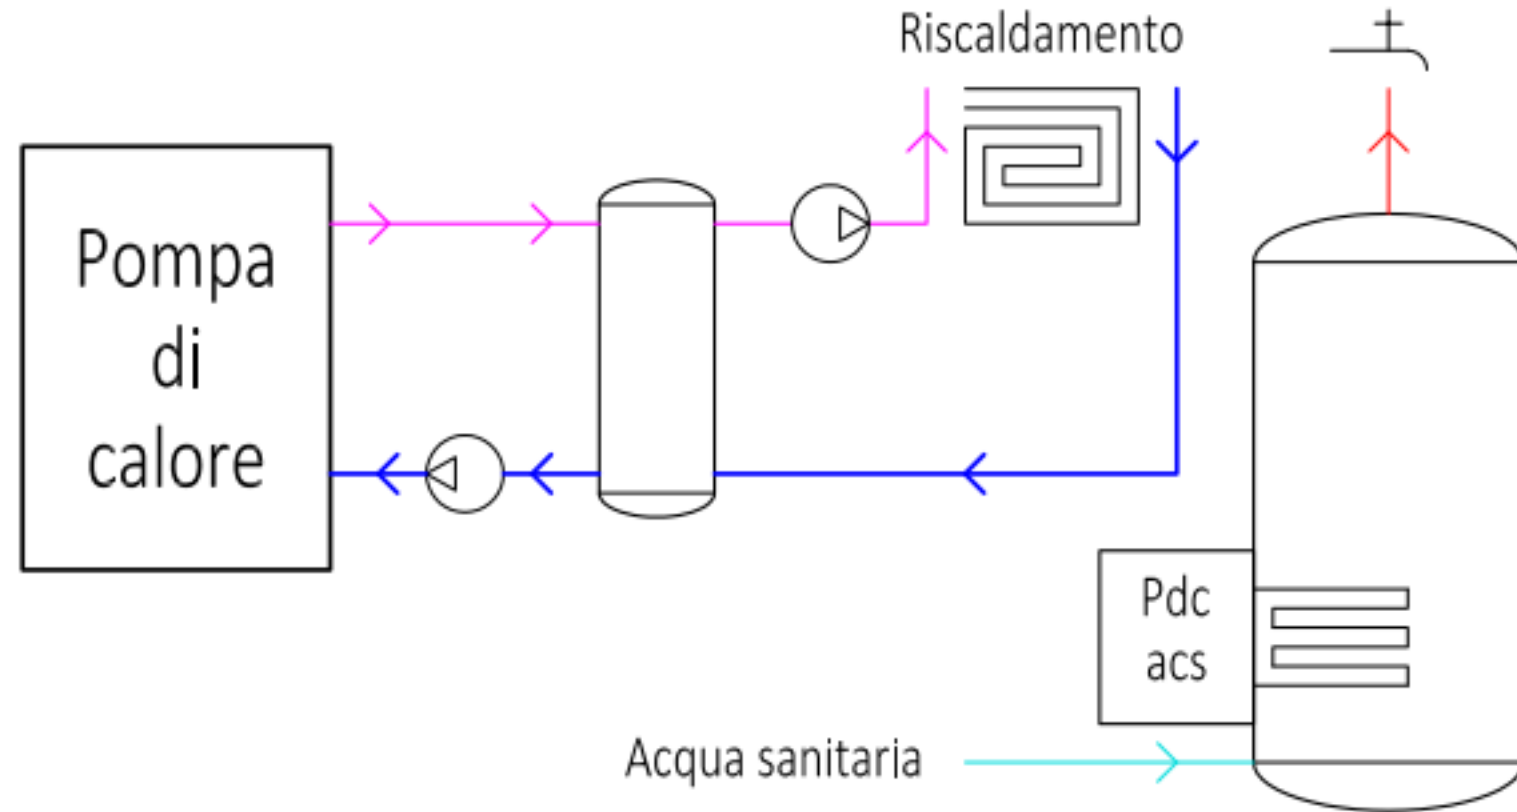 Riscaldamento
Pompa
di
calore
Pdc
acs
Acqua sanitaria